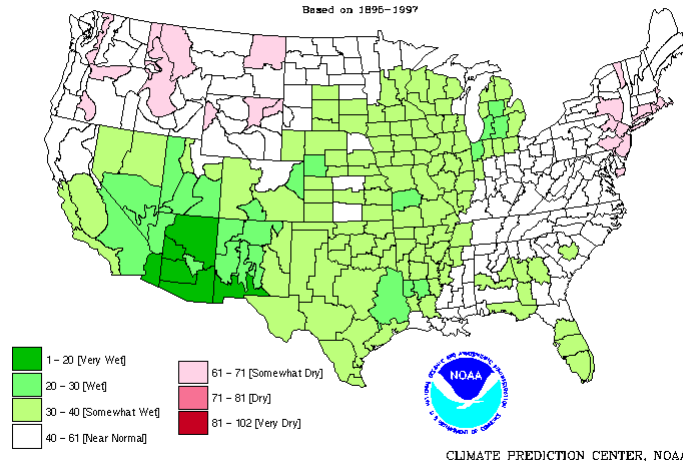 Based on 1895-1997
1 - 20 [Very Wet]
20 - 30 [Wet]
30 - 40 [Somewhat Wet]
40 - 61 [Near Normal]
61 - 71 [Somewhat Dry]
71 - 81 [Dry]
81 - 102 [Very Dry]
NOAA
CLIMATE PREDICTION CENTER, NOAA